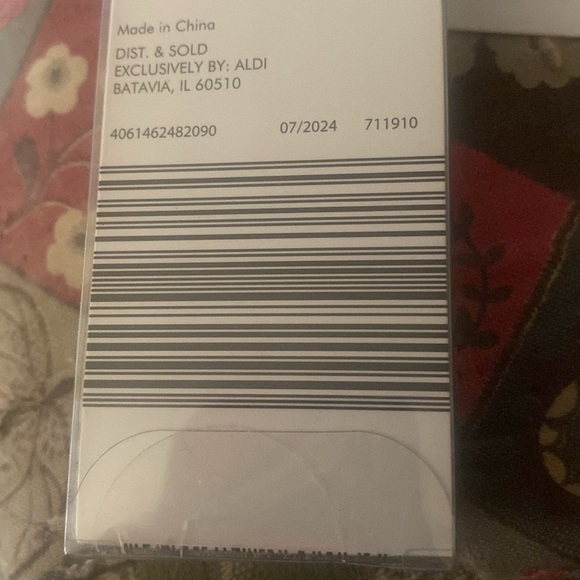 Made in China
DIST. & SOLD
EXCLUSIVELY BY: ALDI
BATAVIA, IL 60510
4061462482090 07/2024 711910